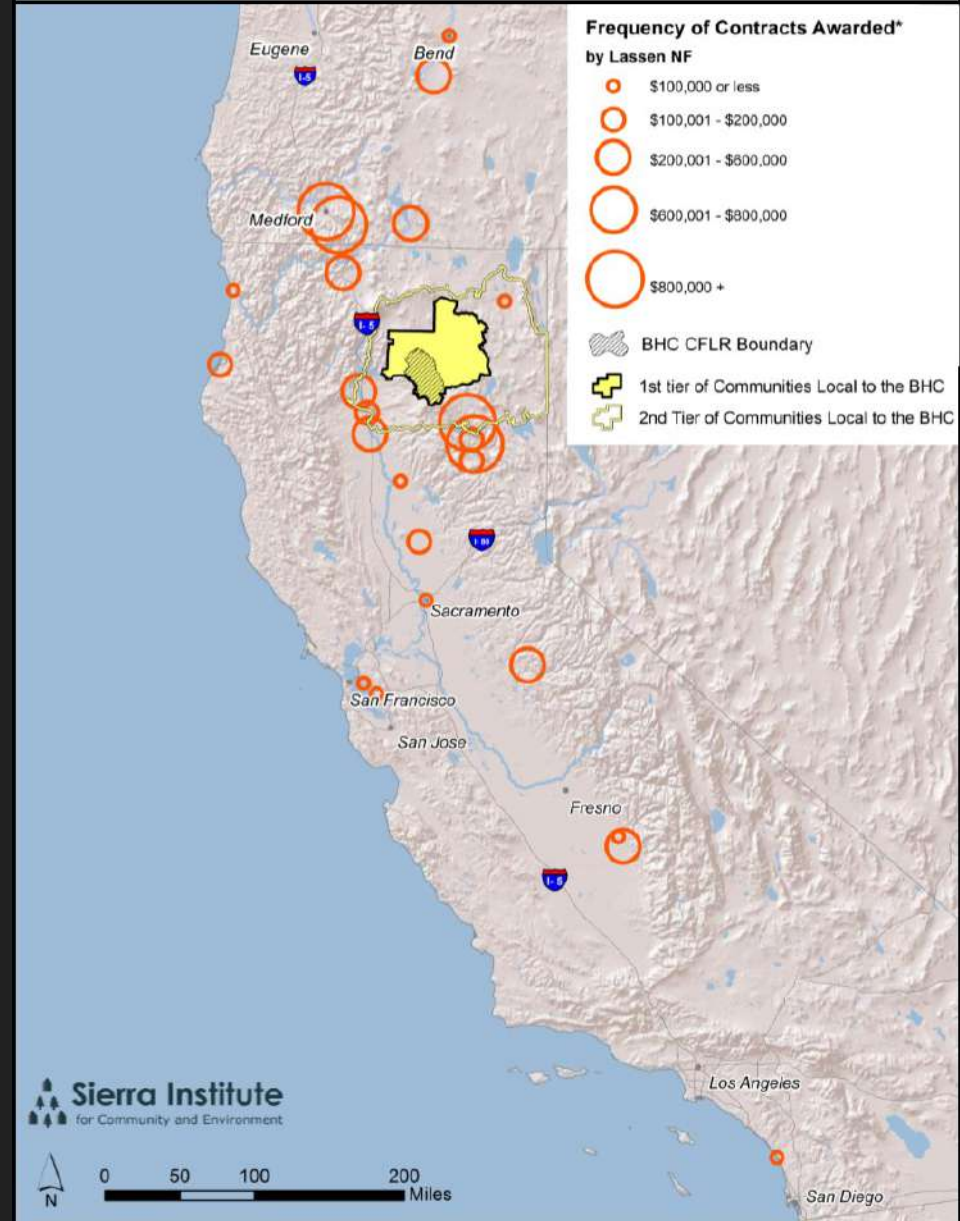 Frequency of Contracts Awarded*
by Lassen NF
$100,000 or less
$100,001 - $200,000
$200,001 - $600,000
$600,001 - $800,000
$800,000 +
BHC CFLR Boundary
1st tier of Communities Local to the BHC
2nd Tier of Communities Local to the BHC
Eugene
Bend
I-5
Medford
I-5
I-80
Sacramento
San Francisco
San Jose
Fresno
I-5
Los Angeles
San Diego
Sierra Institute
for Community and Environment
N
0 50 100 200
Miles